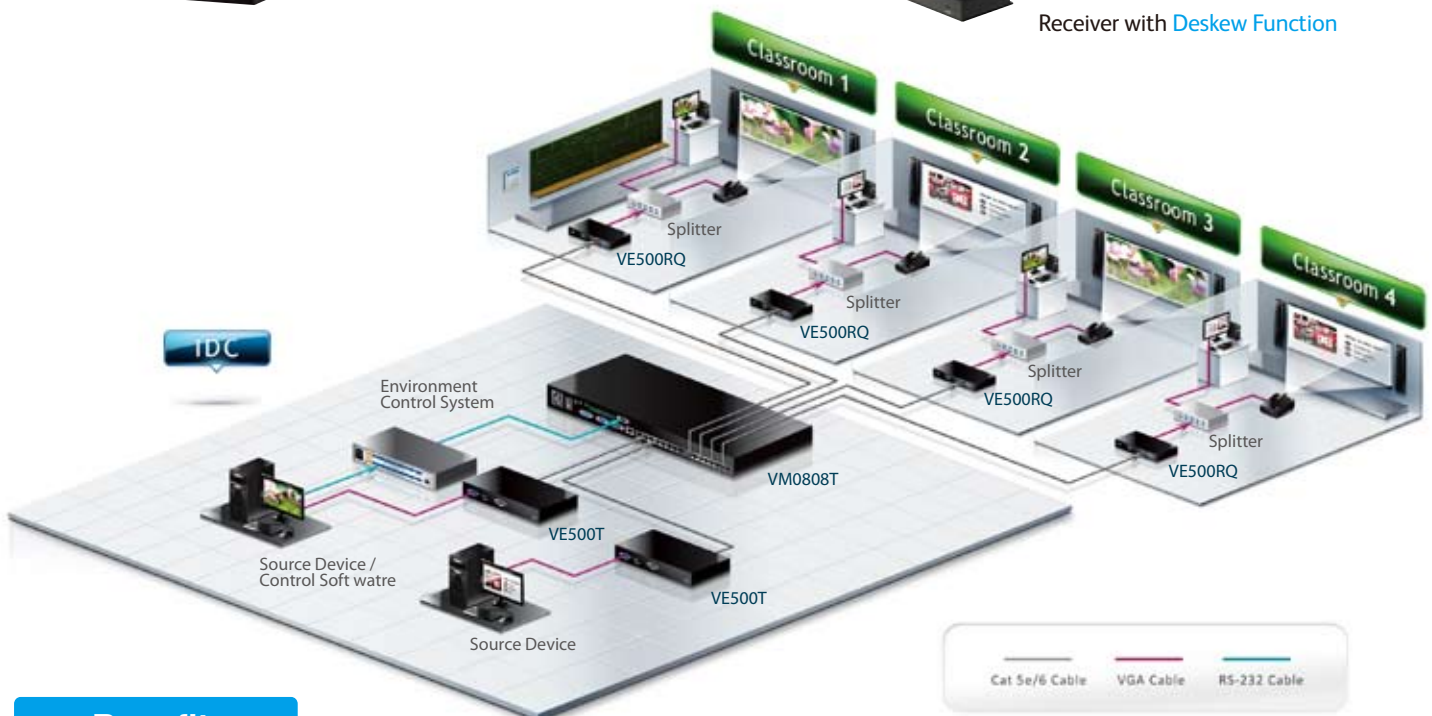 Receiver with Deskew Function
Classroom 1
Classroom 2
Classroom 3
Classroom 4
Splitter
VE500RQ
Splitter
VE500RQ
Splitter
VE500RQ
Splitter
VE500RQ
IDC
Environment
Control System
VM0808T
VE500T
Source Device /
Control Soft watre
VE500T
Source Device
Cat 5e/6 Cable
VGA Cable
RS-232 Cable